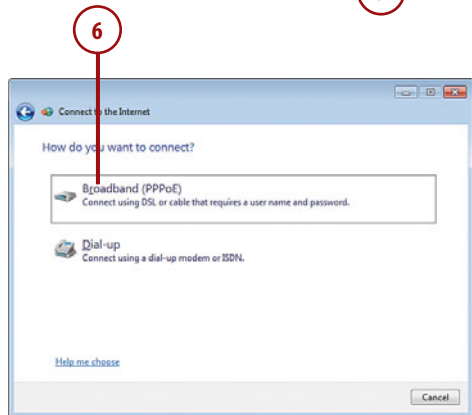 6
Connect to the Internet
How do you want to connect?
Broadband (PPPoE)
Connect using DSL or cable that requires a user name and password.
Dial-up
Connect using a dial-up modem or ISDN.
Help me choose
Cancel